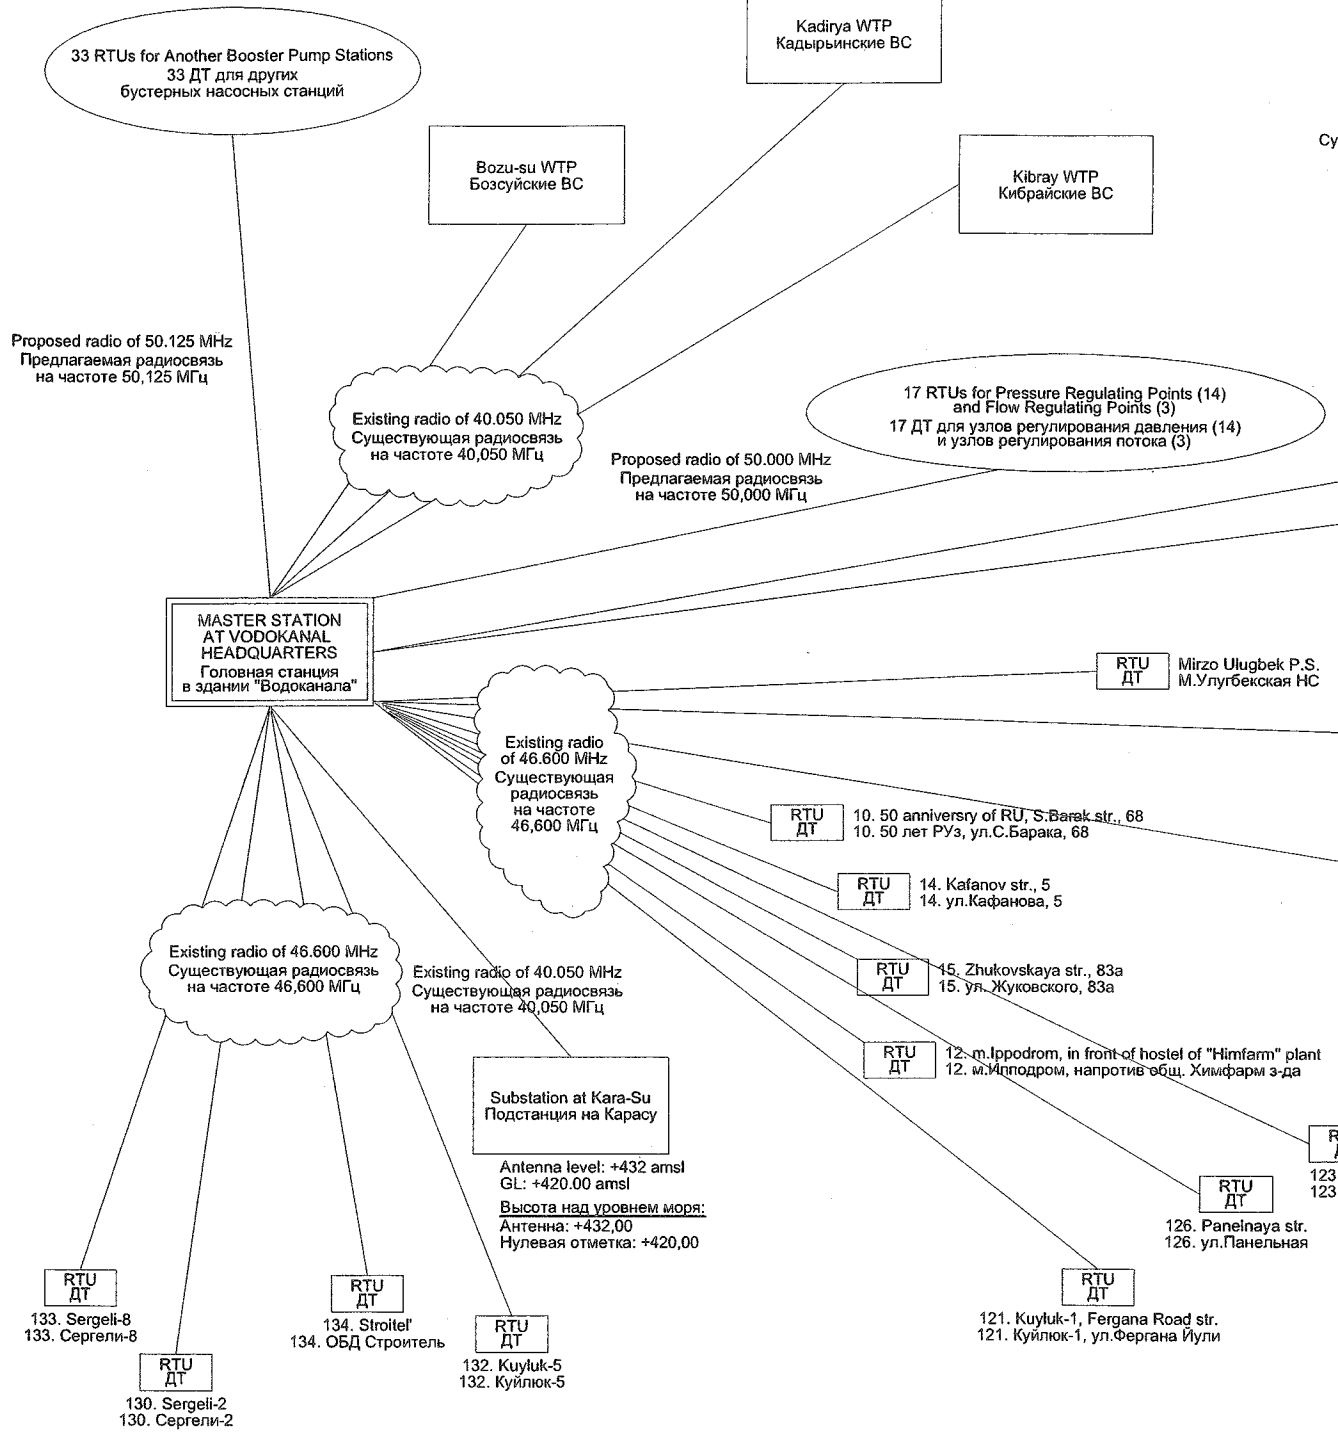 33 RTUs for Another Booster Pump Stations
33 ДТ для других
бустерных насосных станций
Kadirya WTP
Кадырьинские ВС
Bozu-su WTP
Бозсуйские ВС
Kibray WTP
Кибрайские ВС
Су
Proposed radio of 50.125 MHz
Предлагаемая радиосвязь
на частоте 50,125 МГц
Existing radio of 40.050 MHz
Существующая радиосвязь
на частоте 40,050 МГц
17 RTUs for Pressure Regulating Points (14)
and Flow Regulating Points (3)
17 ДТ для узлов регулирования давления (14)
и узлов регулирования потока (3)
Proposed radio of 50.000 MHz
Предлагаемая радиосвязь
на частоте 50,000 МГц
MASTER STATION
AT VODOKANAL
HEADQUARTERS
Головная станция
в здании "Водоканала"
RTU
ДТ
Mirzo Ulugbek P.S.
М.Улугбекская НС
Existing radio
of 46.600 MHz
Существующая
радиосвязь
на частоте
46,600 МГц
RTU
ДТ
10. 50 anniversry of RU, S.Barak str., 68
10. 50 лет РУз, ул.С.Барака, 68
RTU
ДТ
14. Kafanov str., 5
14. ул.Кафанова, 5
Existing radio of 46.600 MHz
Существующая радиосвязь
на частоте 46,600 МГц
Existing radio of 40.050 MHz
Существующая радиосвязь
на частоте 40,050 МГц
RTU
ДТ
15. Zhukovskaya str., 83a
15. ул. Жуковского, 83а
RTU
ДТ
12. m.Ippodrom, in front of hostel of "Himfarm" plant
12. м.Ипподром, напротив общ. Химфарм з-да
Substation at Kara-Su
Подстанция на Карасу
Antenna level: +432 amsl
GL: +420.00 amsl
Высота над уровнем моря:
Антенна: +432,00
Нулевая отметка: +420,00
R
123
123
RTU
ДТ
126. Panelnaya str.
126. ул.Панельная
RTU
ДТ
121. Kuyluk-1, Fergana Road str.
121. Куйлюк-1, ул.Фергана Йули
RTU
ДТ
133. Sergeli-8
133. Сергели-8
RTU
ДТ
134. Stroitel'
134. ОБД Строитель
RTU
ДТ
132. Kuyluk-5
132. Куйлюк-5
RTU
ДТ
130. Sergeli-2
130. Сергели-2